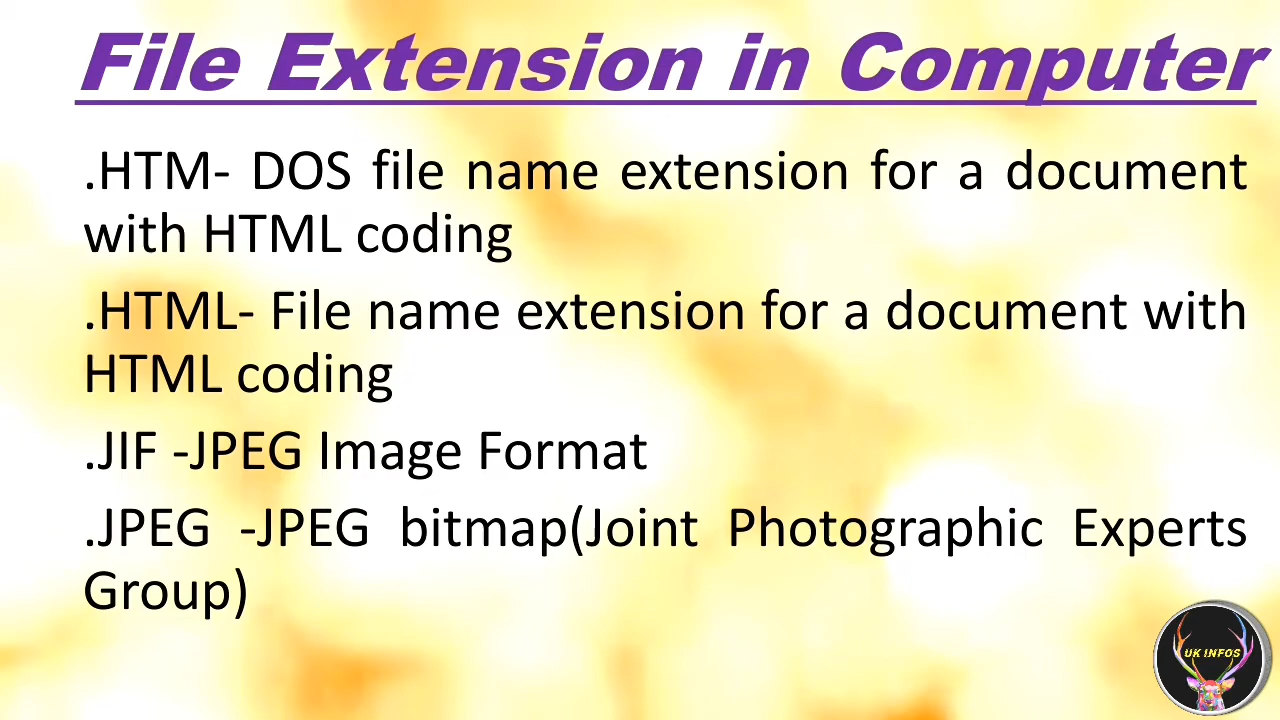 File Extension in Computer
.HTM- DOS file name extension for a document
with HTML coding
.HTML- File name extension for a document with
HTML coding
.JIF -JPEG Image Format
.JPEG -JPEG bitmap(Joint Photographic Experts
Group)
UK INFOS